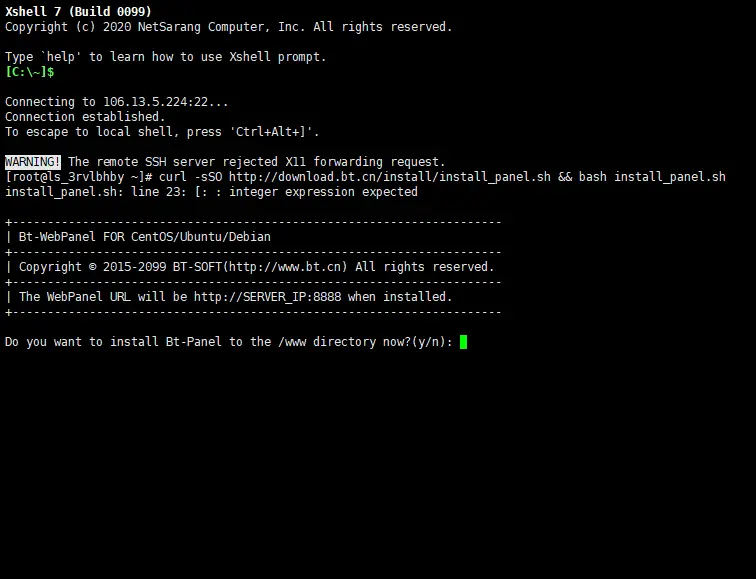 Xshell 7 (Build 0099)
Copyright (c) 2020 NetSarang Computer, Inc. All rights reserved.
Type `help' to learn how to use Xshell prompt.
[C:\~]$
Connecting to 106.13.5.224:22...
Connection established.
To escape to local shell, press 'Ctrl+Alt+]'.
WARNING! The remote SSH server rejected X11 forwarding request.
[root@ls_3rvlbhby ~]# curl -sSO http://download.bt.cn/install/install_panel.sh && bash install_panel.sh
install_panel.sh: line 23: [: : integer expression expected
+----------------------------------------------------------------------
| Bt-WebPanel FOR CentOS/Ubuntu/Debian
+----------------------------------------------------------------------
| Copyright © 2015-2099 BT-SOFT(http://www.bt.cn) All rights reserved.
+----------------------------------------------------------------------
| The WebPanel URL will be http://SERVER_IP:8888 when installed.
+----------------------------------------------------------------------
Do you want to install Bt-Panel to the /www directory now?(y/n):